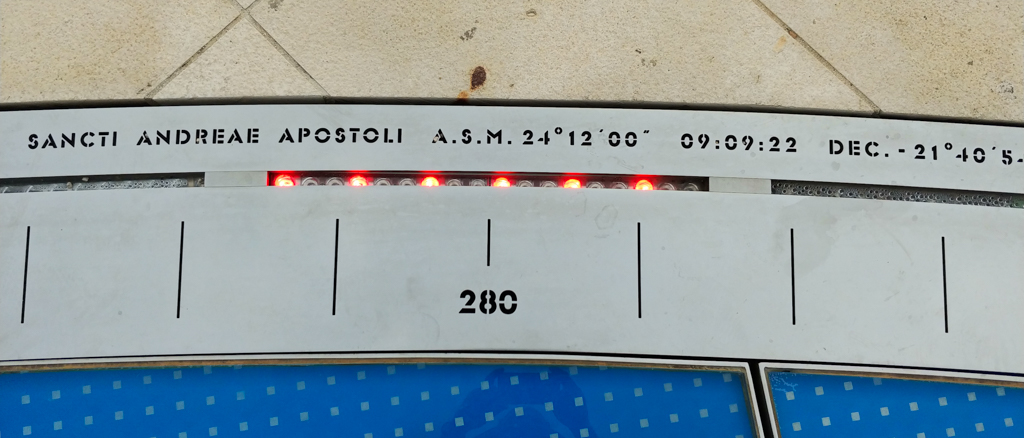 SANCTI ANDREAE APOSTOLI A.S.M. 24°12′00″ 09:09:22 DEC. -21°40′5
280